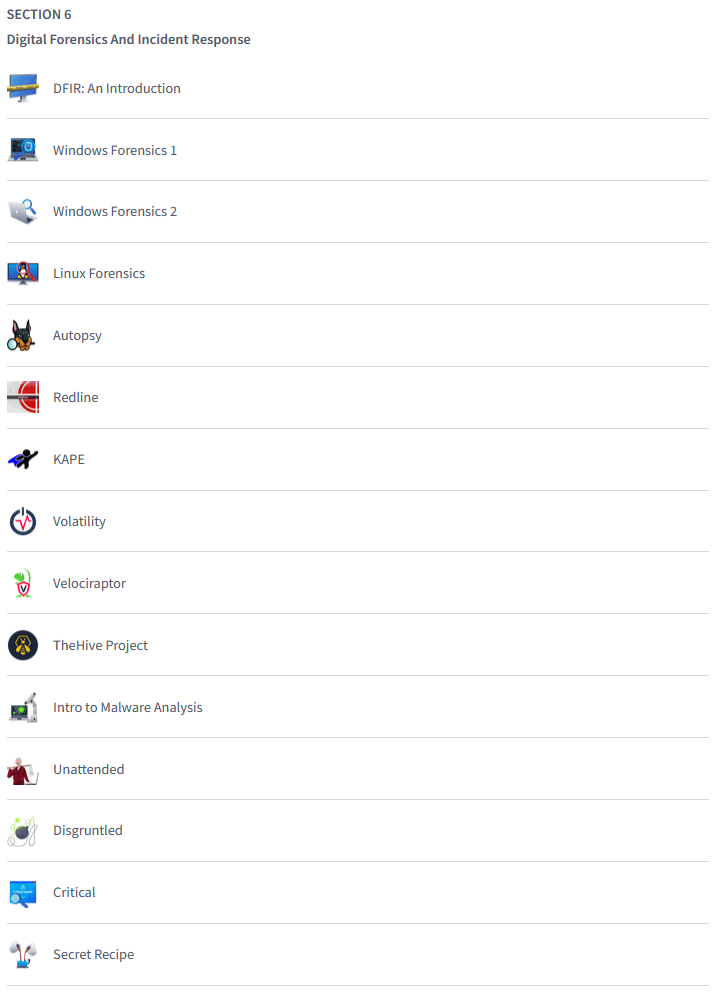 SECTION 6
Digital Forensics And Incident Response
DFIR: An Introduction
Windows Forensics 1
Windows Forensics 2
Linux Forensics
Autopsy
Redline
KAPE
Volatility
Velociraptor
TheHive Project
Intro to Malware Analysis
Unattended
Disgruntled
Critical
Secret Recipe